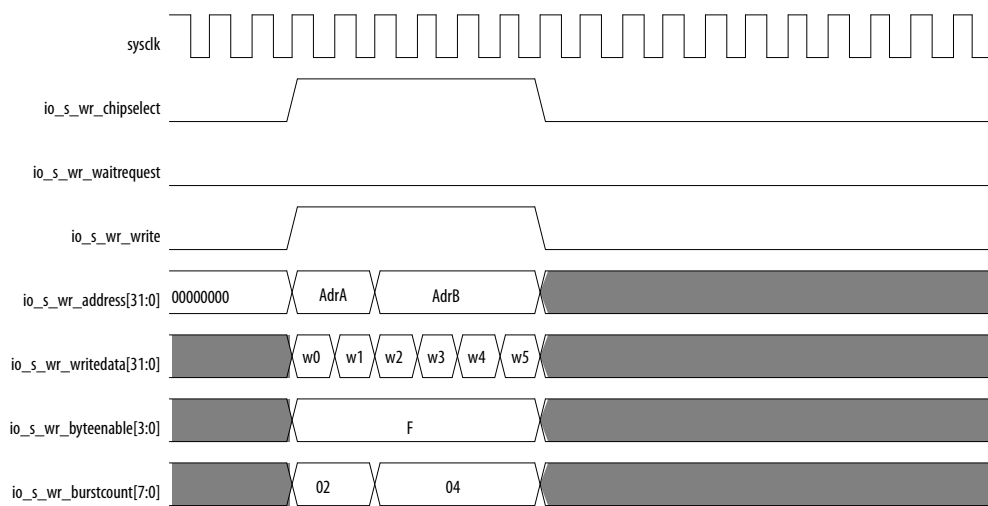 sysclk
io_s_wr_chipselect
io_s_wr_waitrequest
io_s_wr_write
io_s_wr_address[31:0] 00000000 AdrA AdrB
io_s_wr_writedata[31:0] w0 w1 w2 w3 w4 w5
io_s_wr_byteenable[3:0] F
io_s_wr_burstcount[7:0] 02 04